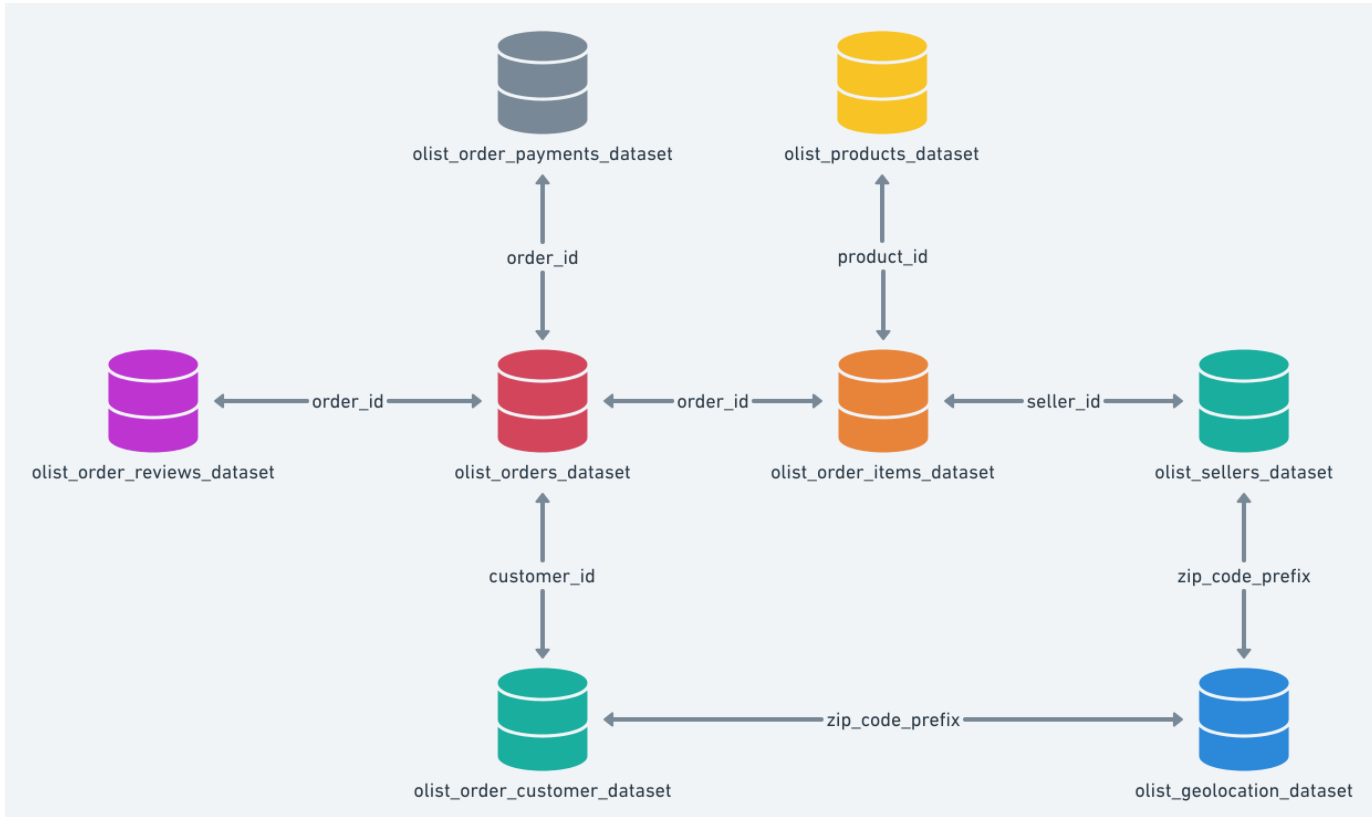 olist_order_payments_dataset
olist_products_dataset
order_id
product_id
order_id
order_id
seller_id
olist_order_reviews_dataset
olist_orders_dataset
olist_order_items_dataset
olist_sellers_dataset
customer_id
zip_code_prefix
zip_code_prefix
olist_order_customer_dataset
olist_geolocation_dataset